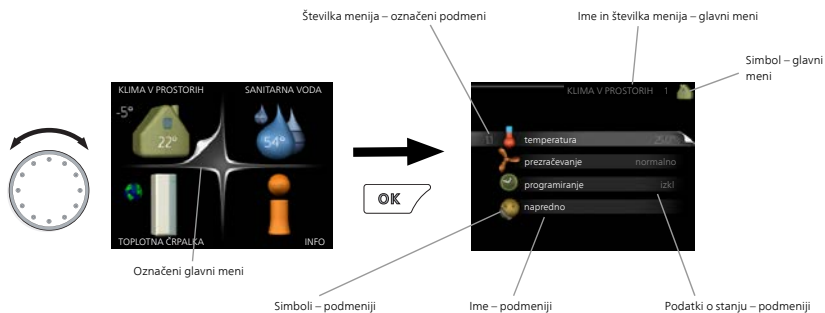 Številka menija – označeni podmeni
Ime in številka menija – glavni meni
Simbol – glavni
meni
KLIMA V PROSTORIH
SANITARNA VODA
-5°
22°
54°
TOPLOTNA ČRPALKA
INFO
OK
KLIMA V PROSTORIH 1
temperatura
prezračevanje normalno
programiranje izkl
napredno
Označeni glavni meni
Simboli – podmeniji
Ime – podmeniji
Podatki o stanju – podmeniji